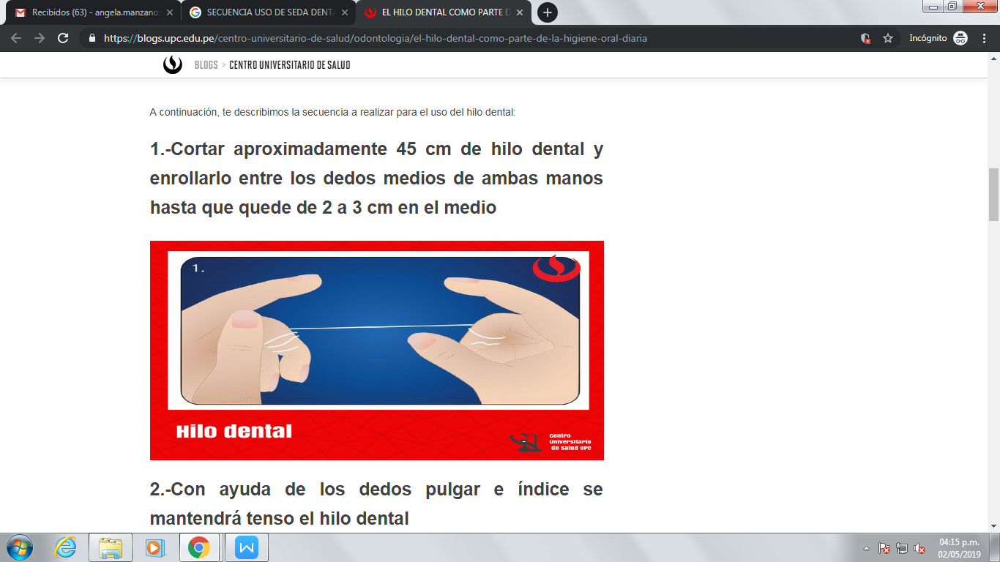 Recibidos (63) - angela.manzano
SECUENCIA USO DE SEDA DENT
EL HILO DENTAL COMO PARTE D
https://blogs.upc.edu.pe/centro-universitario-de-salud/odontologia/el-hilo-dental-como-parte-de-la-higiene-oral-diaria
Incógnito
BLOGS > CENTRO UNIVERSITARIO DE SALUD
A continuación, te describimos la secuencia a realizar para el uso del hilo dental:
1.-Cortar aproximadamente 45 cm de hilo dental y
enrollarlo entre los dedos medios de ambas manos
hasta que quede de 2 a 3 cm en el medio
1.
Hilo dental
Centro
Universitario
de Salud UPC
2.-Con ayuda de los dedos pulgar e índice se
mantendrá tenso el hilo dental
04:15 p.m.
02/05/2019